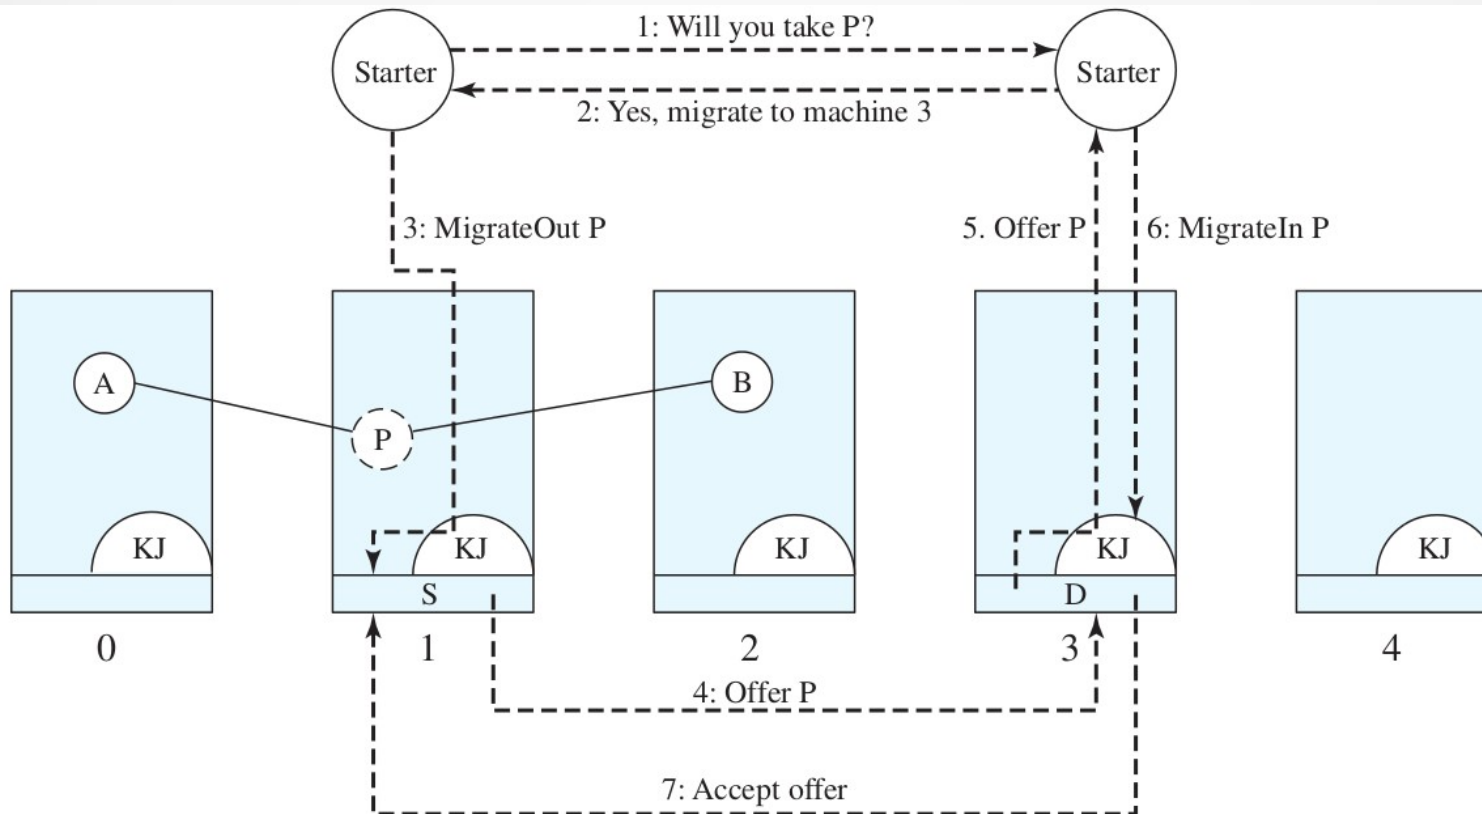 1: Will you take P?
Starter
Starter
2: Yes, migrate to machine 3
3: MigrateOut P
5. Offer P
6: MigrateIn P
A
B
P
KJ
KJ
KJ
KJ
KJ
S
D
0
1
2
3
4
4: Offer P
7: Accept offer